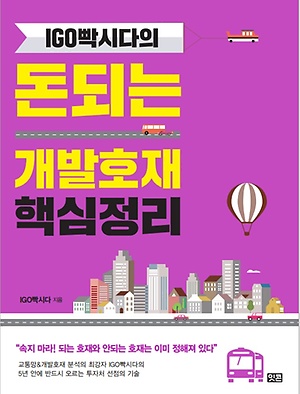 IGO빡시다의
돈되는
개발호재
핵심정리
IGO빡시다 지음
"속지 마라! 되는 호재와 안되는 호재는 이미 정해져 있다"
교통망&개발호재 분석의 최강자 IGO빡시다의
5년 안에 반드시 오르는 투자처 선점의 기술
7
잇콘